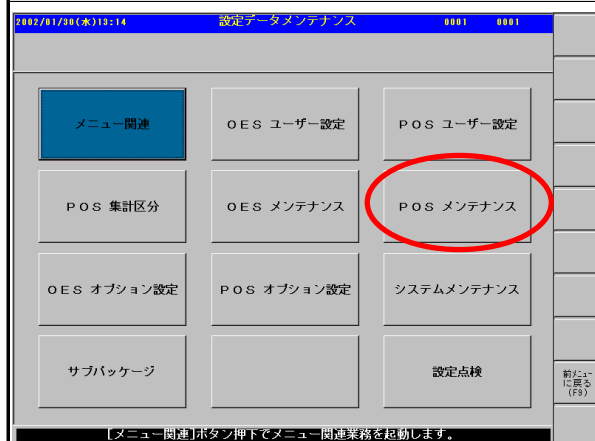 2002/01/30(水)13:14 設定データメンテナンス 0001 0001
メニュー関連 OES ユーザー設定 POS ユーザー設定
POS 集計区分 OES メンテナンス POS メンテナンス
OES オプション設定 POS オプション設定 システムメンテナンス
サブパッケージ 設定点検
前メニュー
に戻る
(F9)
[メニュー関連]ボタン押下でメニュー関連業務を起動します。